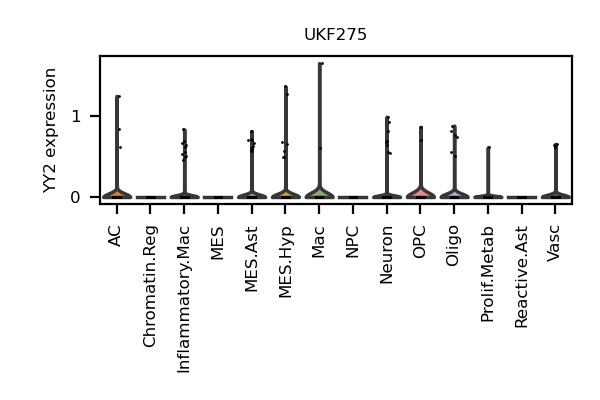 UKF275
YY2 expression
1
0
AC
Chromatin.Reg
Inflammatory.Mac
MES
MES.Ast
MES.Hyp
Mac
NPC
Neuron
OPC
Oligo
Prolif.Metab
Reactive.Ast
Vasc